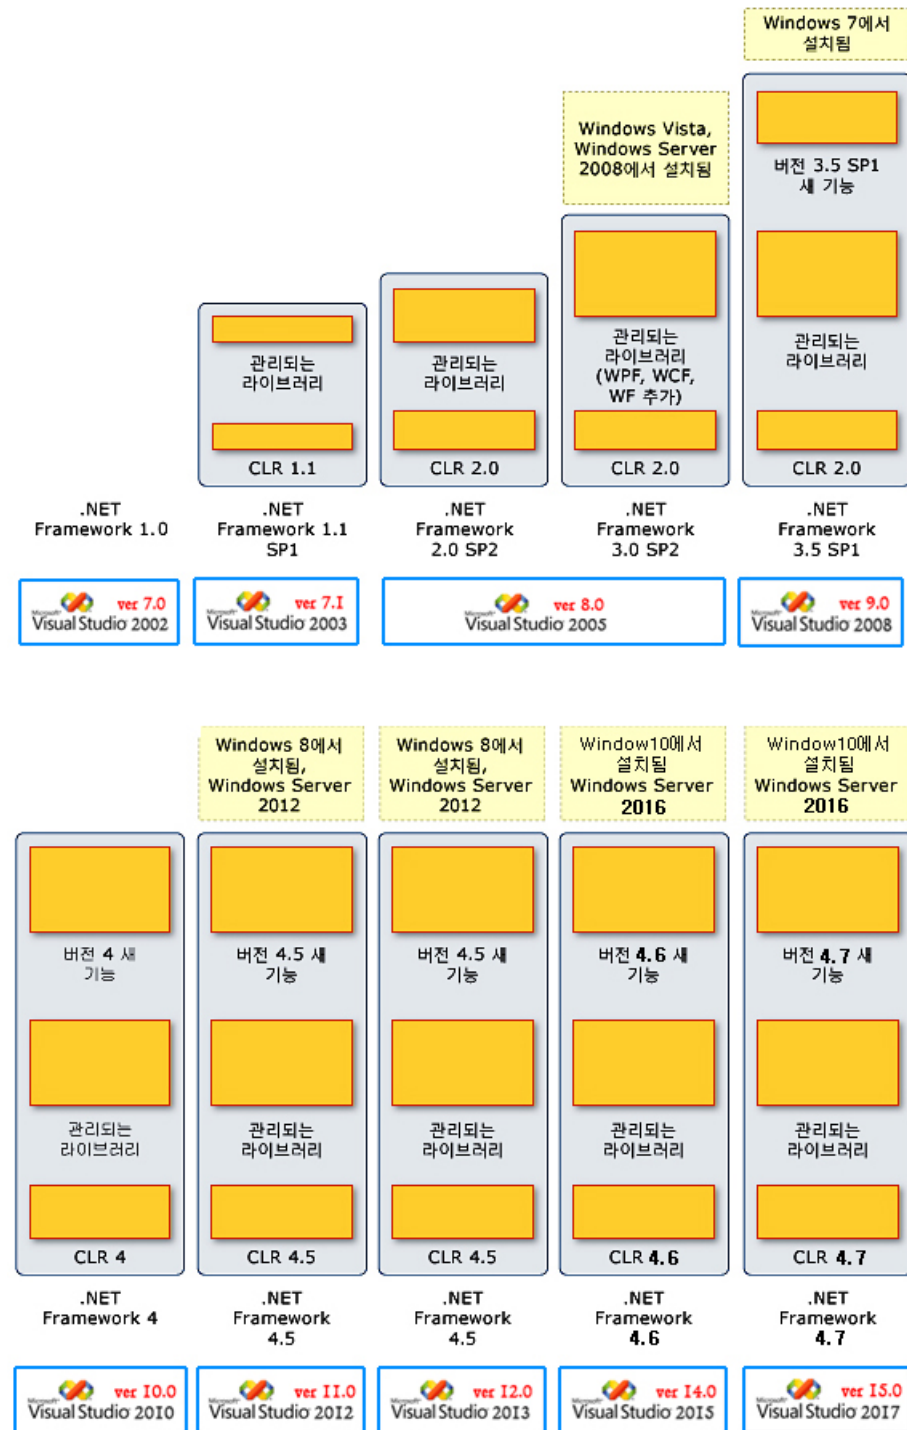 Windows 7에서
설치됨
Windows Vista,
Windows Server
2008에서 설치됨
버전 3.5 SP1
새 기능
관리되는
라이브러리
CLR 1.1
관리되는
라이브러리
CLR 2.0
관리되는
라이브러리
(WPF, WCF,
WF 추가)
CLR 2.0
관리되는
라이브러리
CLR 2.0
.NET
Framework 1.0
.NET
Framework 1.1
SP1
.NET
Framework
2.0 SP2
.NET
Framework
3.0 SP2
.NET
Framework
3.5 SP1
Microsoft ver 7.0
Visual Studio 2002
Microsoft ver 7.1
Visual Studio 2003
Microsoft ver 8.0
Visual Studio 2005
Microsoft ver 9.0
Visual Studio 2008
Windows 8에서
설치됨,
Windows Server
2012
Windows 8에서
설치됨,
Windows Server
2012
Window10에서
설치됨
Windows Server
2016
Window10에서
설치됨
Windows Server
2016
버전 4 새
기능
관리되는
라이브러리
CLR 4
버전 4.5 새
기능
관리되는
라이브러리
CLR 4.5
버전 4.5 새
기능
관리되는
라이브러리
CLR 4.5
버전 4.6 새
기능
관리되는
라이브러리
CLR 4.6
버전 4.7 새
기능
관리되는
라이브러리
CLR 4.7
.NET
Framework 4
.NET
Framework
4.5
.NET
Framework
4.5
.NET
Framework
4.6
.NET
Framework
4.7
Microsoft ver 10.0
Visual Studio 2010
Microsoft ver 11.0
Visual Studio 2012
Microsoft ver 12.0
Visual Studio 2013
Microsoft ver 14.0
Visual Studio 2015
Microsoft ver 15.0
Visual Studio 2017